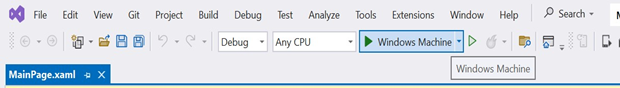 File Edit View Git Project Build Debug Test Analyze Tools Extensions Window Help Search
Debug Any CPU Windows Machine
Windows Machine
MainPage.xaml